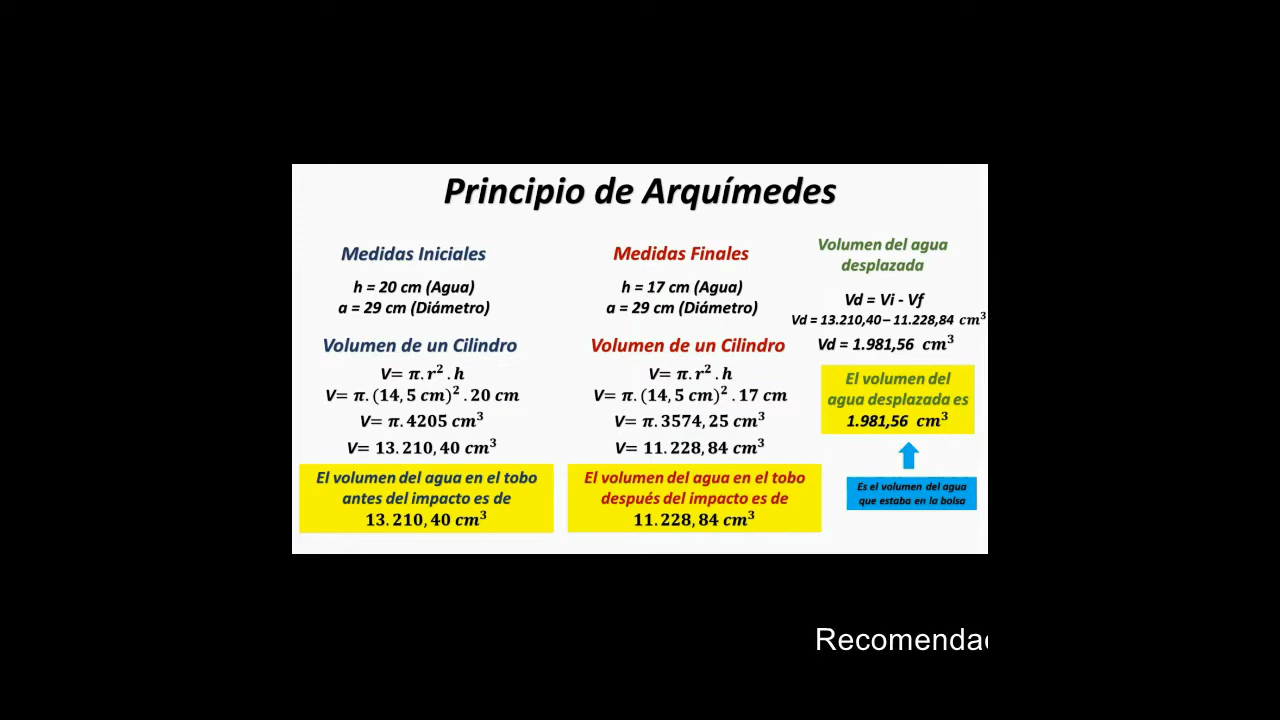 Principio de Arquímedes
Medidas Iniciales
h = 20 cm (Agua)
a = 29 cm (Diámetro)
Volumen de un Cilindro
V= π.r².h
V= π.(14,5 cm)².20 cm
V= π.4205 cm³
V= 13.210,40 cm³
El volumen del agua en el tobo
antes del impacto es de
13.210,40 cm³
Medidas Finales
h = 17 cm (Agua)
a = 29 cm (Diámetro)
Volumen de un Cilindro
V= π.r².h
V= π.(14,5 cm)².17 cm
V= π.3574,25 cm³
V= 11.228,84 cm³
El volumen del agua en el tobo
después del impacto es de
11.228,84 cm³
Volumen del agua
desplazada
Vd = Vi - Vf
Vd = 13.210,40 – 11.228,84 cm³
Vd = 1.981,56 cm³
El volumen del
agua desplazada es
1.981,56 cm³
Es el volumen del agua
que estaba en la bolsa